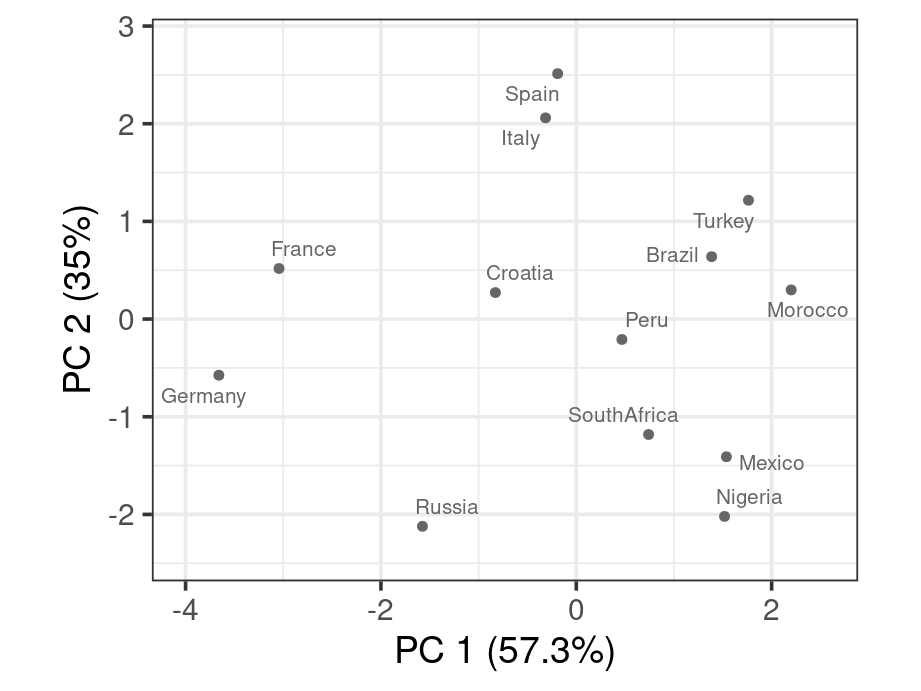 3
Spain
2
Italy
Turkey
1
France
Brazil
Croatia
Morocco
0
Peru
Germany
-1
SouthAfrica
Mexico
Nigeria
Russia
-2
PC 2 (35%)
-4
-2
0
2
PC 1 (57.3%)